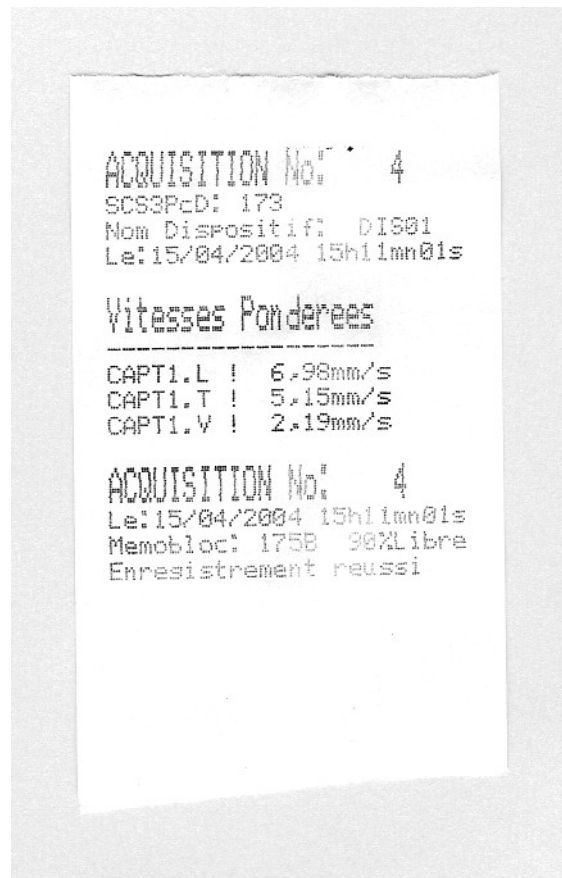 ACQUISITION No: 4
SCS3PcD: 173
Nom Dispositif: DIS01
Le:15/04/2004 15h11mn01s
Vitesses Ponderees
CAPT1.L ! 6,98mm/s
CAPT1.T ! 5,15mm/s
CAPT1.V ! 2,19mm/s
ACQUISITION No: 4
Le:15/04/2004 15h11mn01s
Memobloc: 175B 90%Libre
Enregistrement reussi